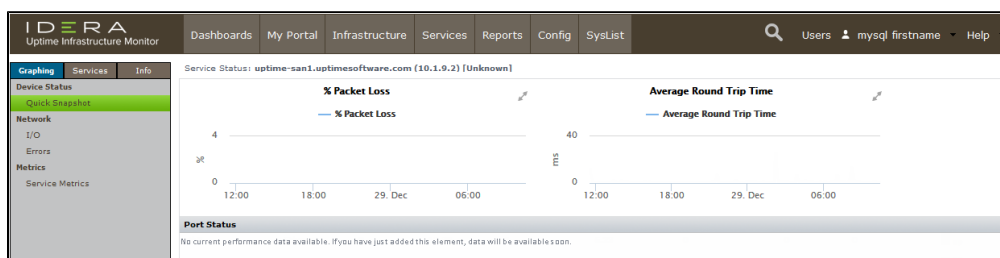 IDERA
Uptime Infrastructure Monitor
Dashboards My Portal Infrastructure Services Reports Config SysList Users mysql firstname Help
Graphing Services Info
Service Status: uptime-san1.uptimesoftware.com (10.1.9.2) [Unknown]
Device Status
Quick Snapshot
Network
I/O
Errors
Metrics
Service Metrics
% Packet Loss
% Packet Loss
4
%
0
12:00 18:00 29. Dec 06:00
Average Round Trip Time
Average Round Trip Time
40
ms
0
12:00 18:00 29. Dec 06:00
Port Status
No current performance data available. If you have just added this element, data will be available soon.